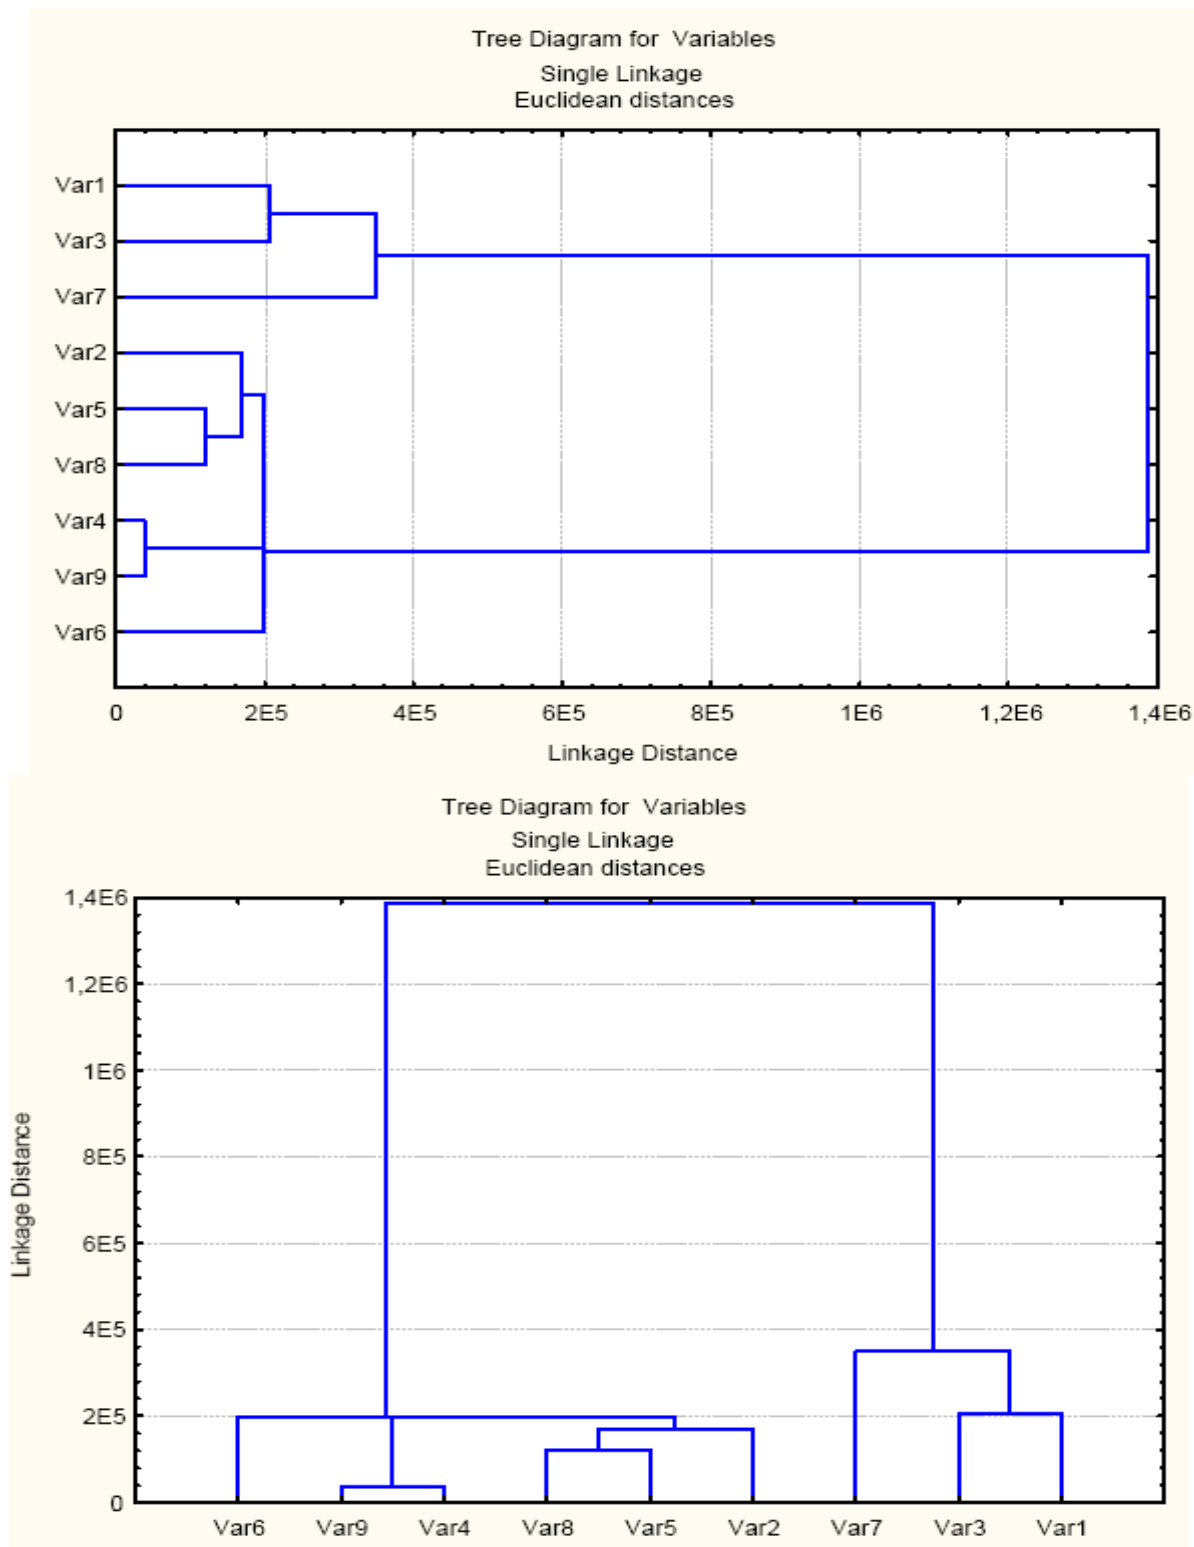 Tree Diagram for Variables
Single Linkage
Euclidean distances
Var1
Var3
Var7
Var2
Var5
Var8
Var4
Var9
Var6
0 2E5 4E5 6E5 8E5 1E6 1,2E6 1,4E6
Linkage Distance
Tree Diagram for Variables
Single Linkage
Euclidean distances
1,4E6
1,2E6
1E6
8E5
6E5
4E5
2E5
0
Linkage Distance
Var6 Var9 Var4 Var8 Var5 Var2 Var7 Var3 Var1